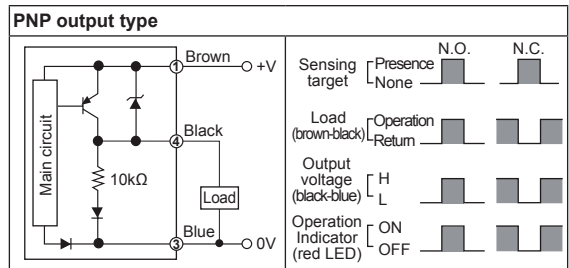 PNP output type
Main circuit
10kΩ
① Brown +V
④ Black
Load
③ Blue 0V
N.O. N.C.
Sensing target Presence None
Load (brown-black) Operation Return
Output voltage (black-blue) H L
Operation Indicator (red LED) ON OFF